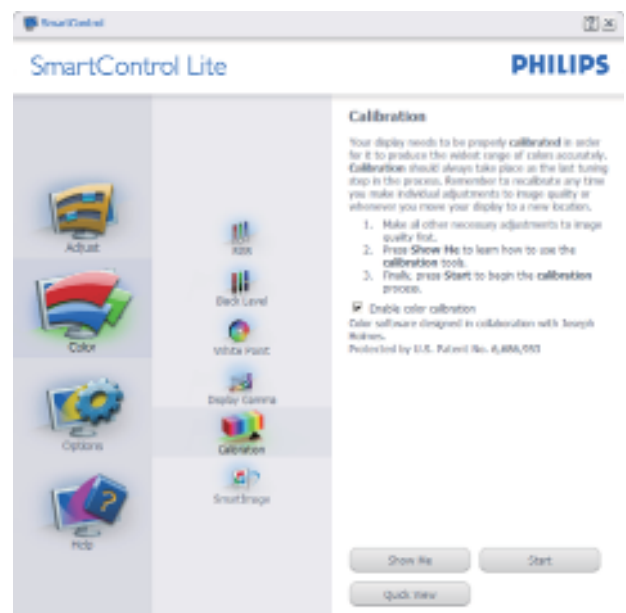 SmartControl
SmartControl Lite
PHILIPS
Adjust
Color
Options
Help
RGB
Black Level
White Point
Display Gamma
Calibration
SmartImage
Calibration
Your display needs to be properly calibrated in order
for it to produce the widest range of colors accurately.
Calibration should always take place as the last tuning
step in the process. Remember to recalibrate any time
you make individual adjustments to image quality or
whenever you move your display to a new location.
1. Make all other necessary adjustments to image
quality first.
2. Press Show Me to learn how to use the
calibration tools.
3. Finally, press Start to begin the calibration
process.
Enable color calibration
Color software designed in collaboration with Joseph
Holmes.
Protected by U.S. Patent No.
Show Me
Start
Quick View